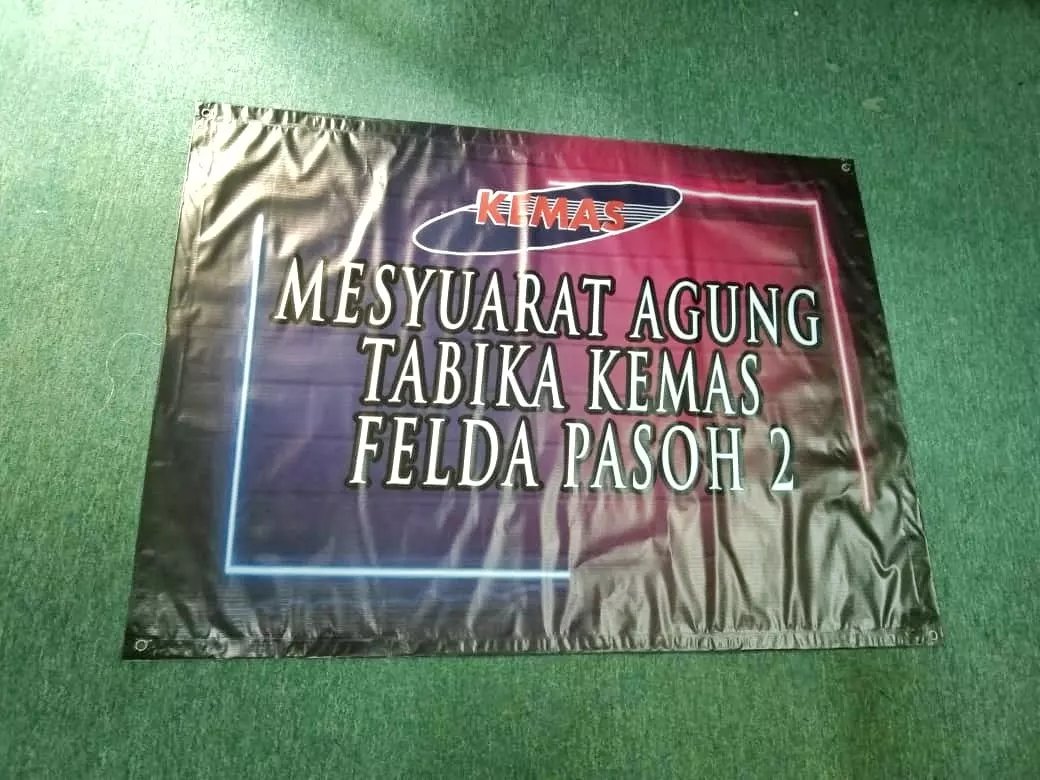 KEMAS
MESYUARAT AGUNG
TABIKA KEMAS
FELDA PASOH 2